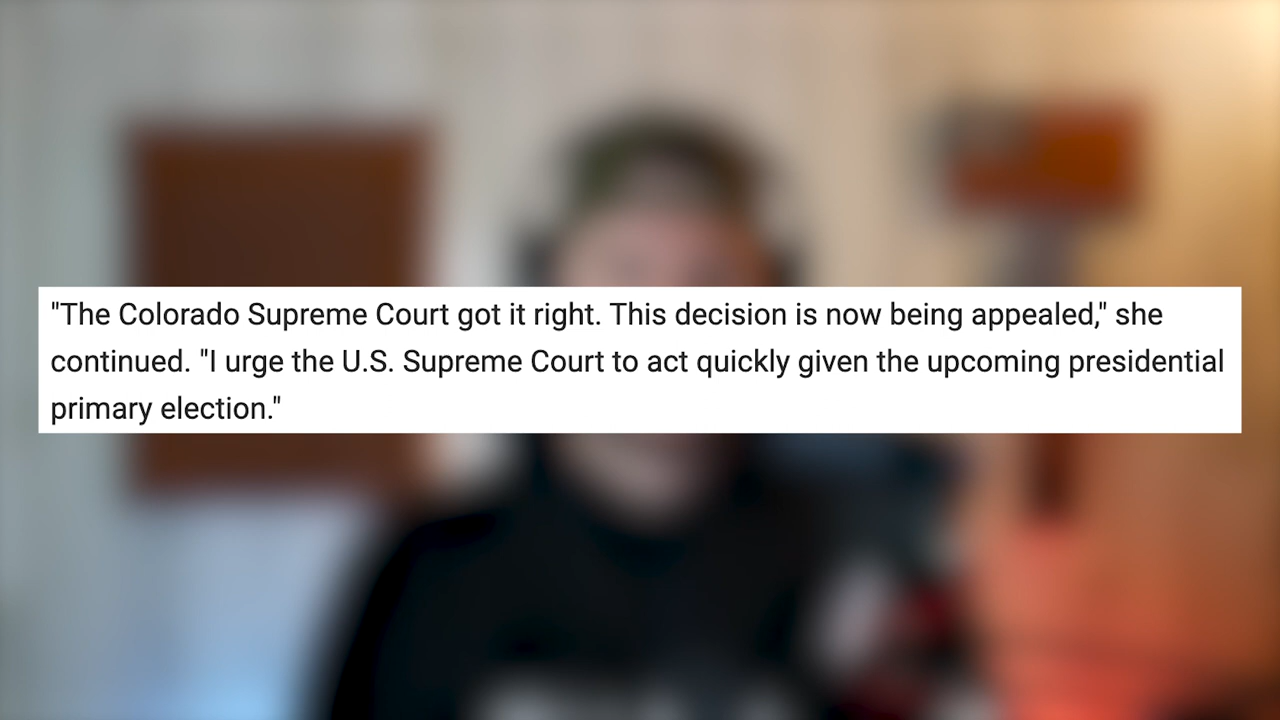 "The Colorado Supreme Court got it right. This decision is now being appealed," she
continued. "I urge the U.S. Supreme Court to act quickly given the upcoming presidential
primary election."